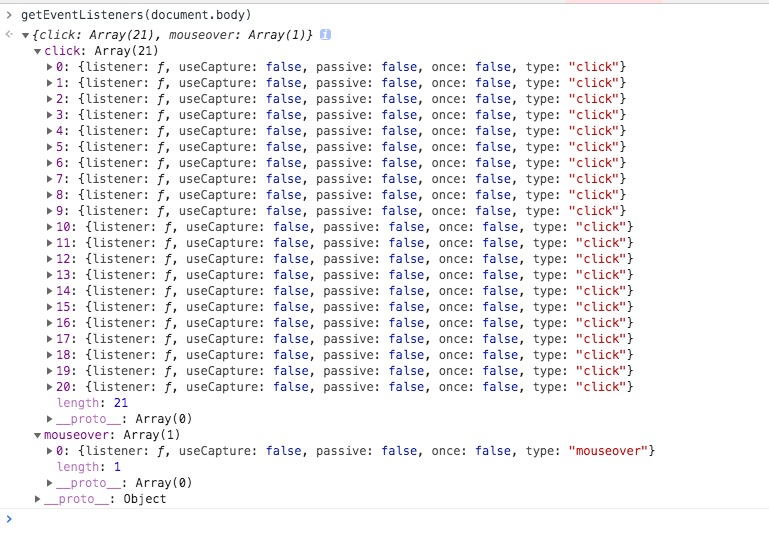 getEventListeners(document.body)
{click: Array(21), mouseover: Array(1)} i
click: Array(21)
0: {listener: ƒ, useCapture: false, passive: false, once: false, type: "click"}
1: {listener: ƒ, useCapture: false, passive: false, once: false, type: "click"}
2: {listener: ƒ, useCapture: false, passive: false, once: false, type: "click"}
3: {listener: ƒ, useCapture: false, passive: false, once: false, type: "click"}
4: {listener: ƒ, useCapture: false, passive: false, once: false, type: "click"}
5: {listener: ƒ, useCapture: false, passive: false, once: false, type: "click"}
6: {listener: ƒ, useCapture: false, passive: false, once: false, type: "click"}
7: {listener: ƒ, useCapture: false, passive: false, once: false, type: "click"}
8: {listener: ƒ, useCapture: false, passive: false, once: false, type: "click"}
9: {listener: ƒ, useCapture: false, passive: false, once: false, type: "click"}
10: {listener: ƒ, useCapture: false, passive: false, once: false, type: "click"}
11: {listener: ƒ, useCapture: false, passive: false, once: false, type: "click"}
12: {listener: ƒ, useCapture: false, passive: false, once: false, type: "click"}
13: {listener: ƒ, useCapture: false, passive: false, once: false, type: "click"}
14: {listener: ƒ, useCapture: false, passive: false, once: false, type: "click"}
15: {listener: ƒ, useCapture: false, passive: false, once: false, type: "click"}
16: {listener: ƒ, useCapture: false, passive: false, once: false, type: "click"}
17: {listener: ƒ, useCapture: false, passive: false, once: false, type: "click"}
18: {listener: ƒ, useCapture: false, passive: false, once: false, type: "click"}
19: {listener: ƒ, useCapture: false, passive: false, once: false, type: "click"}
20: {listener: ƒ, useCapture: false, passive: false, once: false, type: "click"}
length: 21
__proto__: Array(0)
mouseover: Array(1)
0: {listener: ƒ, useCapture: false, passive: false, once: false, type: "mouseover"}
length: 1
__proto__: Array(0)
__proto__: Object